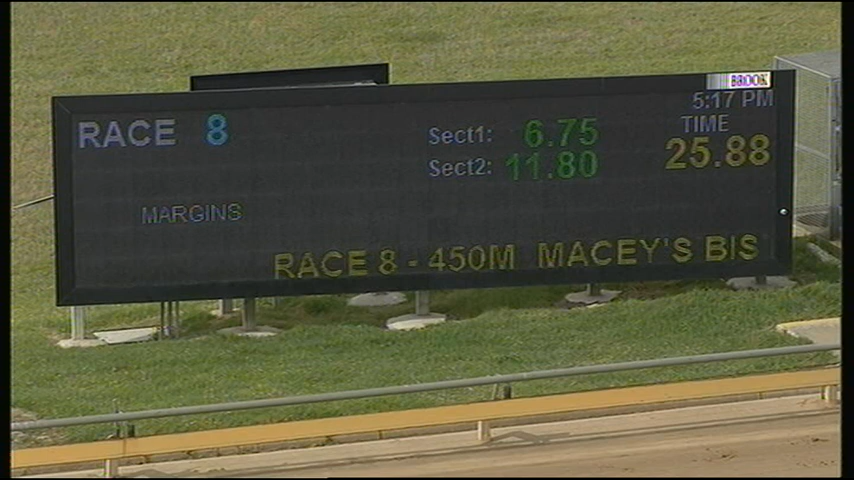 BROOK
5:17 PM
RACE 8
Sect1: 6.75
TIME
Sect2: 11.80
25.88
MARGINS
RACE 8 - 450M MACEY'S BIS